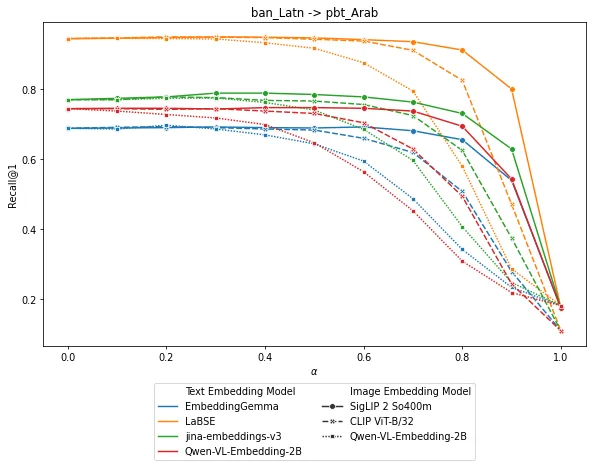 ban_Latn -> pbt_Arab
Recall@1
0.8
0.6
0.4
0.2
0.0 0.2 0.4 0.6 0.8 1.0
α
Text Embedding Model Image Embedding Model
EmbeddingGemma SigLIP 2 So400m
LaBSE CLIP ViT-B/32
jina-embeddings-v3 Qwen-VL-Embedding-2B
Qwen-VL-Embedding-2B